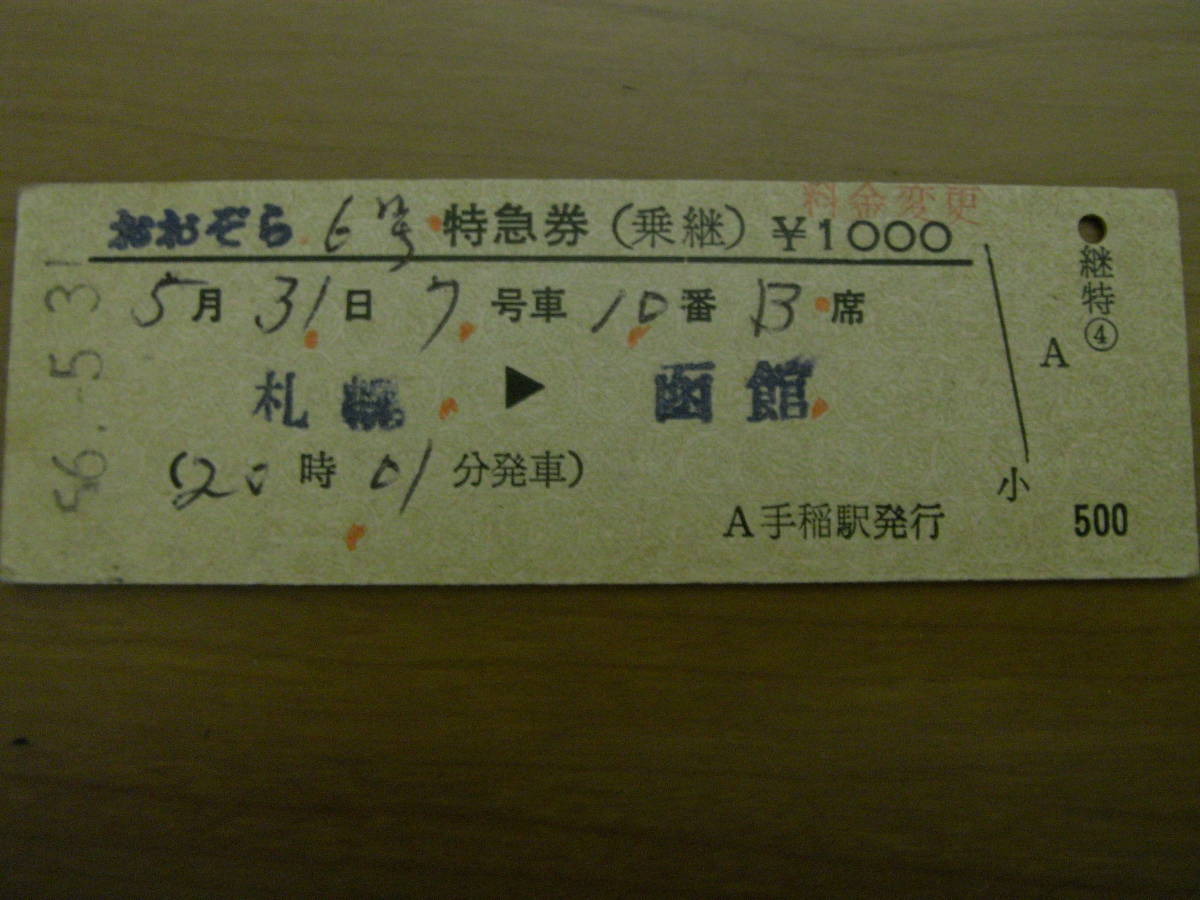 料金変更
おおぞら 6号 特急券(乗継) ¥1000
5月31日 7号車 10番 B席
札幌 ▶ 函館
(20時01分発車)
A手稲駅発行
56.-5.31
継特④
A
小
500